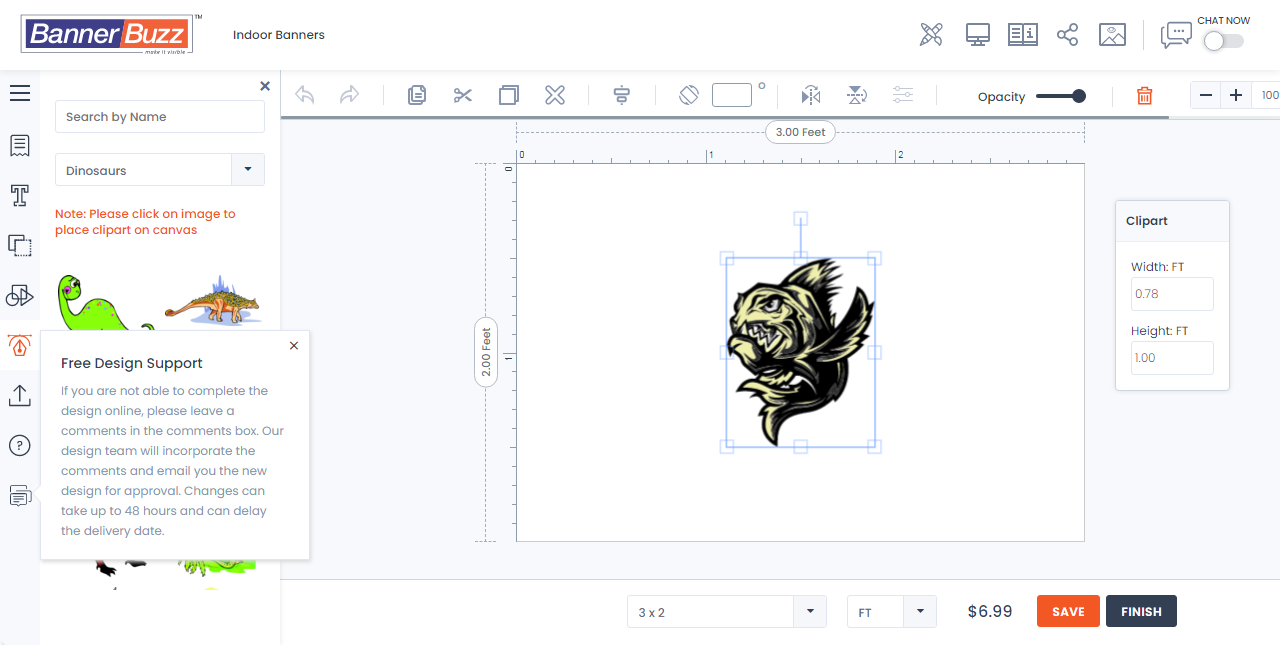 Banner Buzz TM
make it visible
Indoor Banners
CHAT NOW
Opacity
100
Search by Name
Dinosaurs
Note: Please click on image to
place clipart on canvas
3.00 Feet
0 1 2
0
1
2.00 Feet
Clipart
Width: FT
0.78
Height: FT
1.00
Free Design Support
If you are not able to complete the
design online, please leave a
comments in the comments box. Our
design team will incorporate the
comments and email you the new
design for approval. Changes can
take up to 48 hours and can delay
the delivery date.
3 x 2
FT
$6.99
SAVE
FINISH